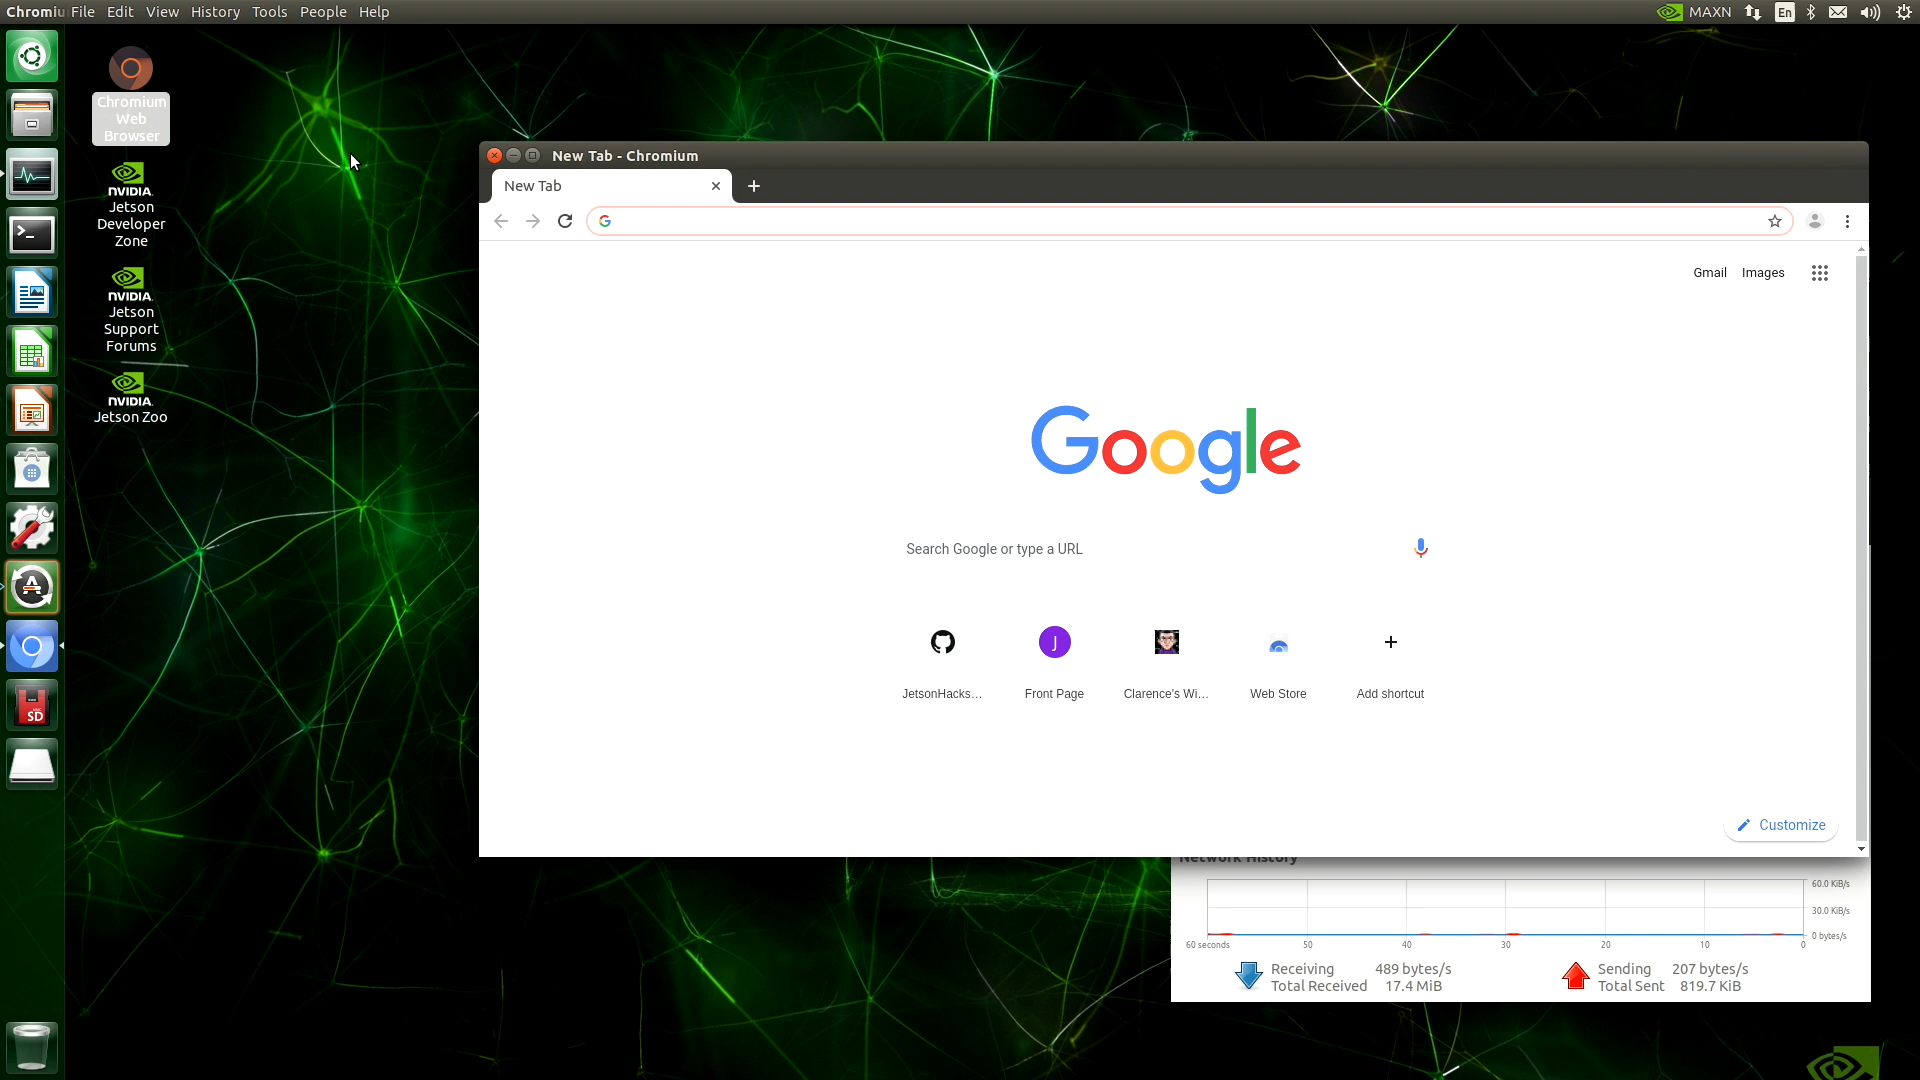 Chromiu File Edit View History Tools People Help
MAXN En
Chromium
Web
Browser
NVIDIA.
Jetson
Developer
Zone
NVIDIA.
Jetson
Support
Forums
NVIDIA.
Jetson Zoo
SD
New Tab - Chromium
New Tab
Gmail Images
Google
Search Google or type a URL
J
JetsonHacks... Front Page Clarence's Wi... Web Store Add shortcut
Customize
Network History
60.0 KiB/s
30.0 KiB/s
0 bytes/s
60 seconds 50 40 30 20 10 0
Receiving 489 bytes/s Sending 207 bytes/s
Total Received 17.4 MiB Total Sent 819.7 KiB